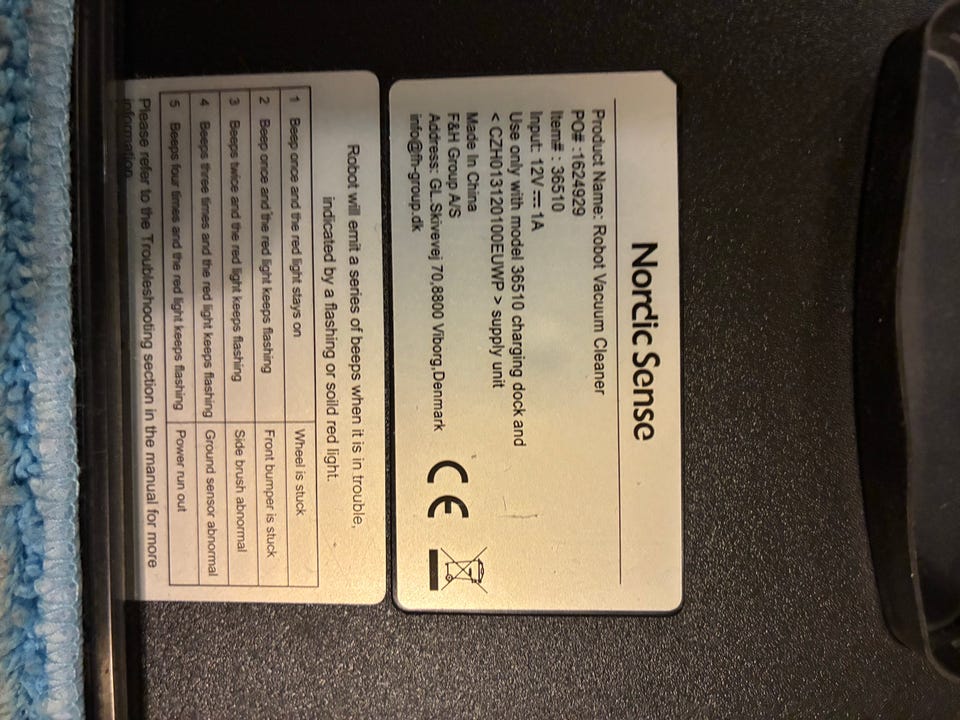 Nordic Sense
Product Name: Robot Vacuum Cleaner
PO# :1624929
Item# : 36510
Input: 12V ⎓ 1A
Use only with model 36510 charging dock and
< CZH013120100EUWP > supply unit
Made In China
F&H Group A/S
Address: GL.Skivevej 70,8800 Viborg,Denmark
info@fh-group.dk
CE
Robot will emit a series of beeps when it is in trouble,
indicated by a flashing or soild red light.
1 Beep once and the red light stays on Wheel is stuck
2 Beep once and the red light keeps flashing Front bumper is stuck
3 Beeps twice and the red light keeps flashing Side brush abnormal
4 Beeps three times and the red light keeps flashing Ground sensor abnormal
5 Beeps four times and the red light keeps flashing Power run out
Please refer to the Troubleshooting section in the manual for more
information.